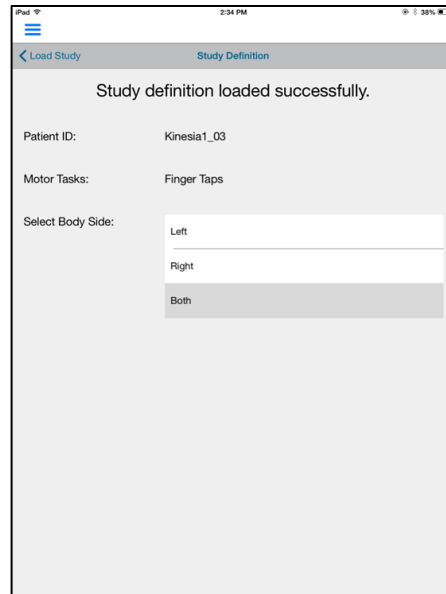 iPad 2:34 PM 38%
Load Study Study Definition
Study definition loaded successfully.
Patient ID: Kinesia1_03
Motor Tasks: Finger Taps
Select Body Side:
Left
Right
Both